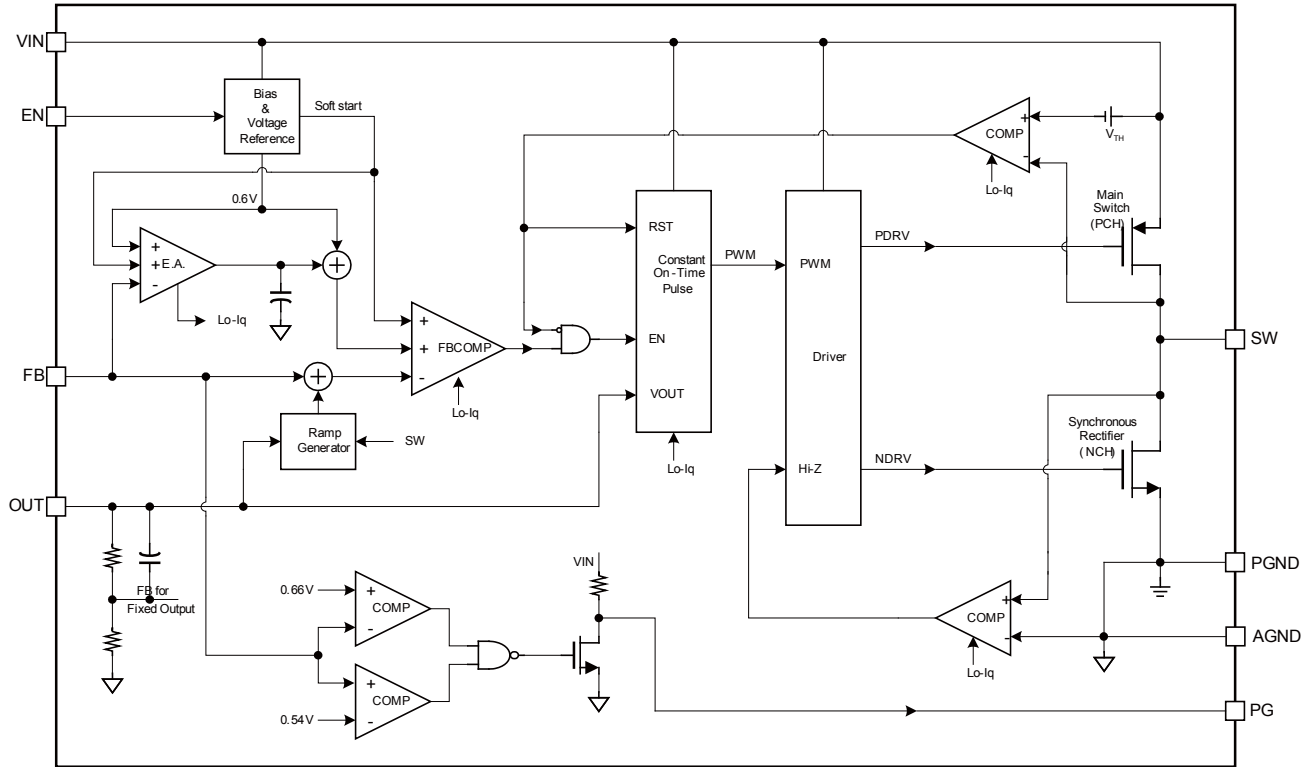 VIN
EN
Bias
&
Voltage
Reference
Soft start
0.6V
+
+
-
E.A.
Lo-Iq
+
+
+
-
FBCOMP
Lo-Iq
FB
+
Ramp
Generator
SW
OUT
FB for
Fixed Output
0.66V
+
-
COMP
+
-
COMP
0.54V
VIN
RST
Constant
On-Time
Pulse
EN
VOUT
Lo-Iq
PWM
PWM
Driver
Hi-Z
PDRV
NDRV
+
-
COMP
Lo-Iq
VTH
Main
Switch
(PCH)
Synchronous
Rectifier
(NCH)
+
-
COMP
Lo-Iq
SW
PGND
AGND
PG